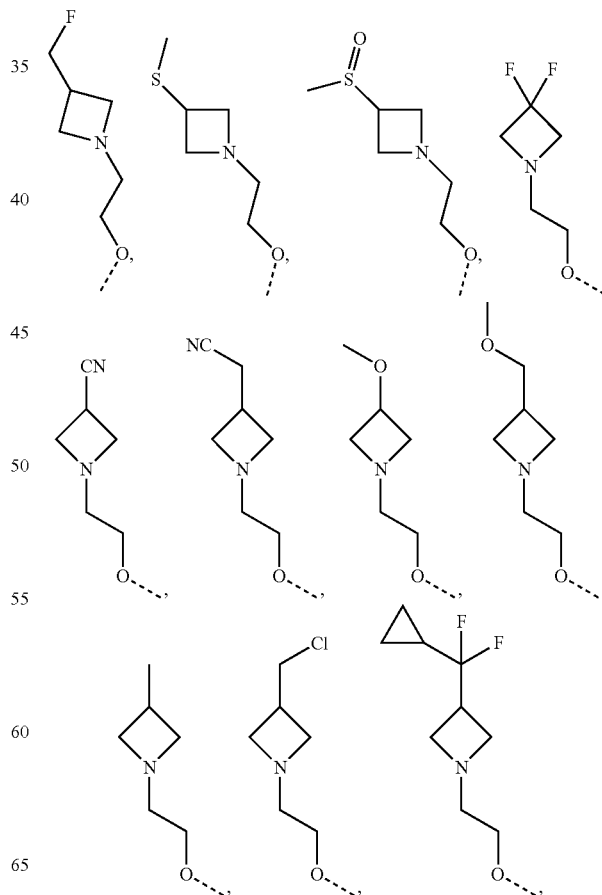 F
O
35 S S F F
N N N N
40
O, O, O, O
45
NC O O
CN
50 N N N N
O , O , O , O
55
F F
Cl
60
N N N
65 O , O , O ,